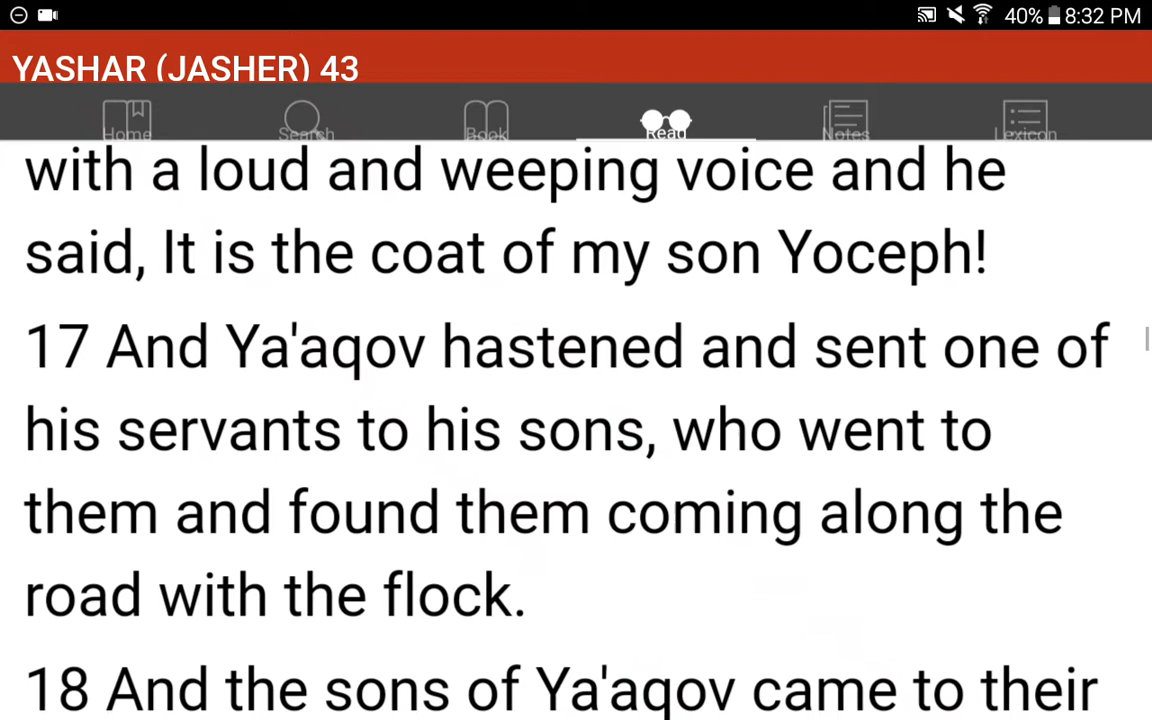 40% 8:32 PM
YASHAR (JASHER) 43
Home Search Book Read Notes Lexicon
with a loud and weeping voice and he
said, It is the coat of my son Yoceph!
17 And Ya'aqov hastened and sent one of
his servants to his sons, who went to
them and found them coming along the
road with the flock.
18 And the sons of Ya'aqov came to their